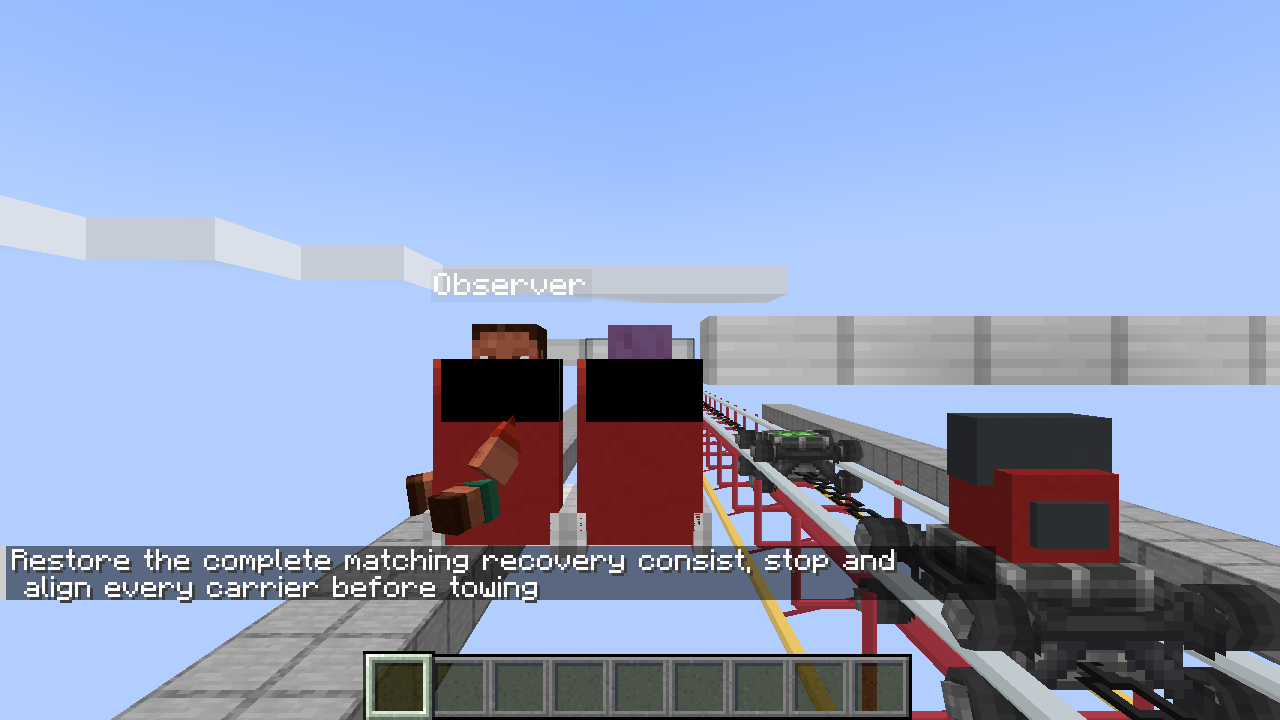 Observer
Restore the complete matching recovery consist, stop and
align every carrier before towing